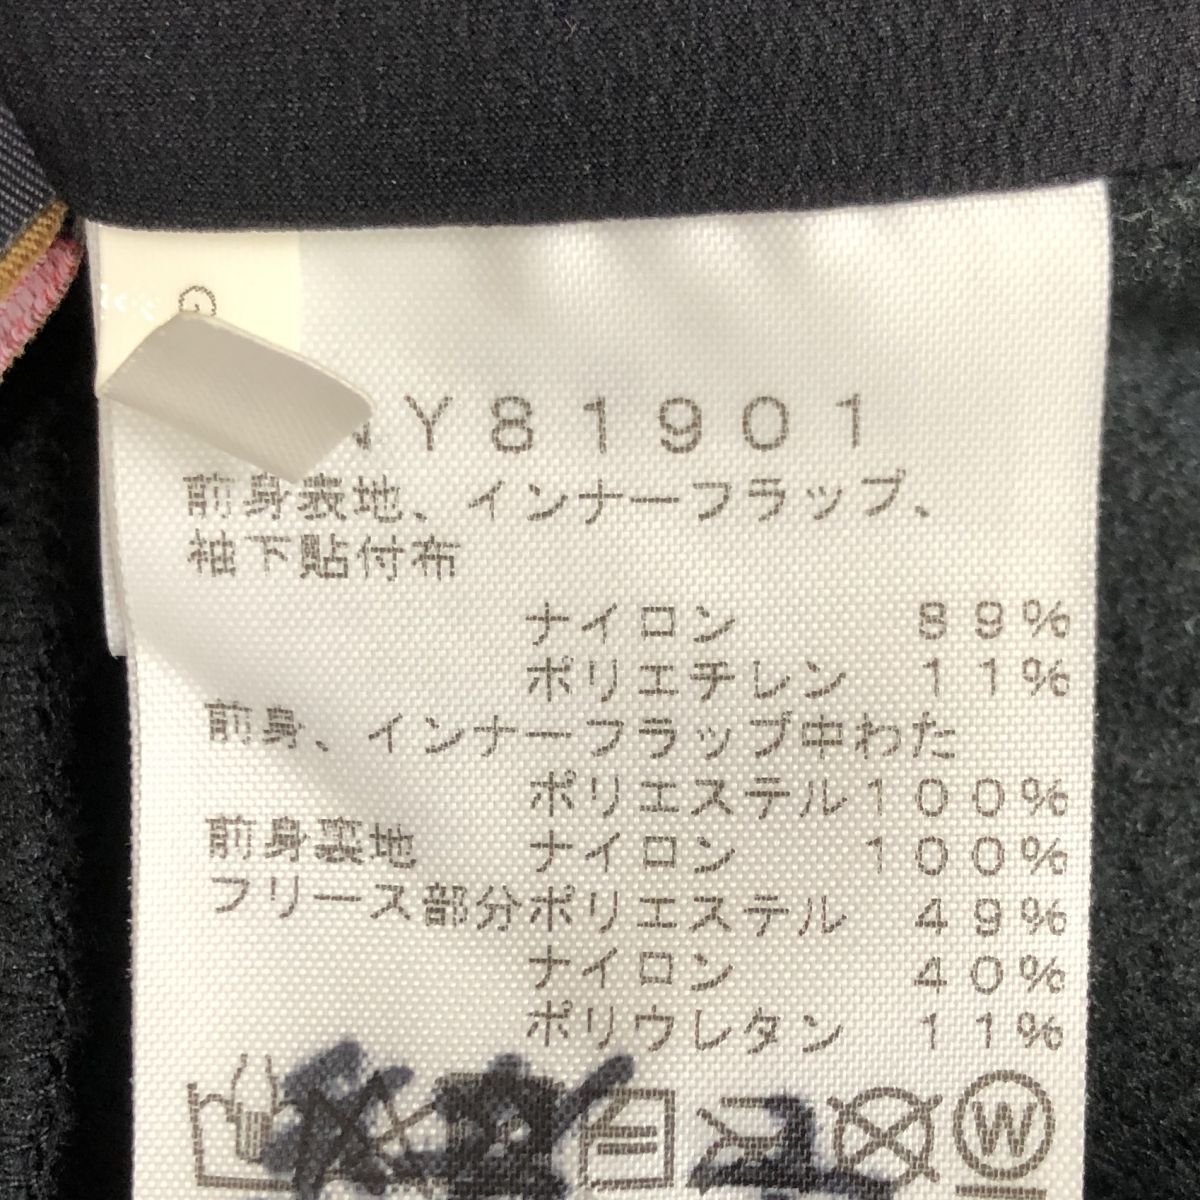 NY81901
前身表地、インナーフラップ、
袖下貼付布
ナイロン 89%
ポリエチレン 11%
前身、インナーフラップ中わた
ポリエステル100%
前身裏地 ナイロン 100%
フリース部分ポリエステル 49%
ナイロン 40%
ポリウレタン 11%
W